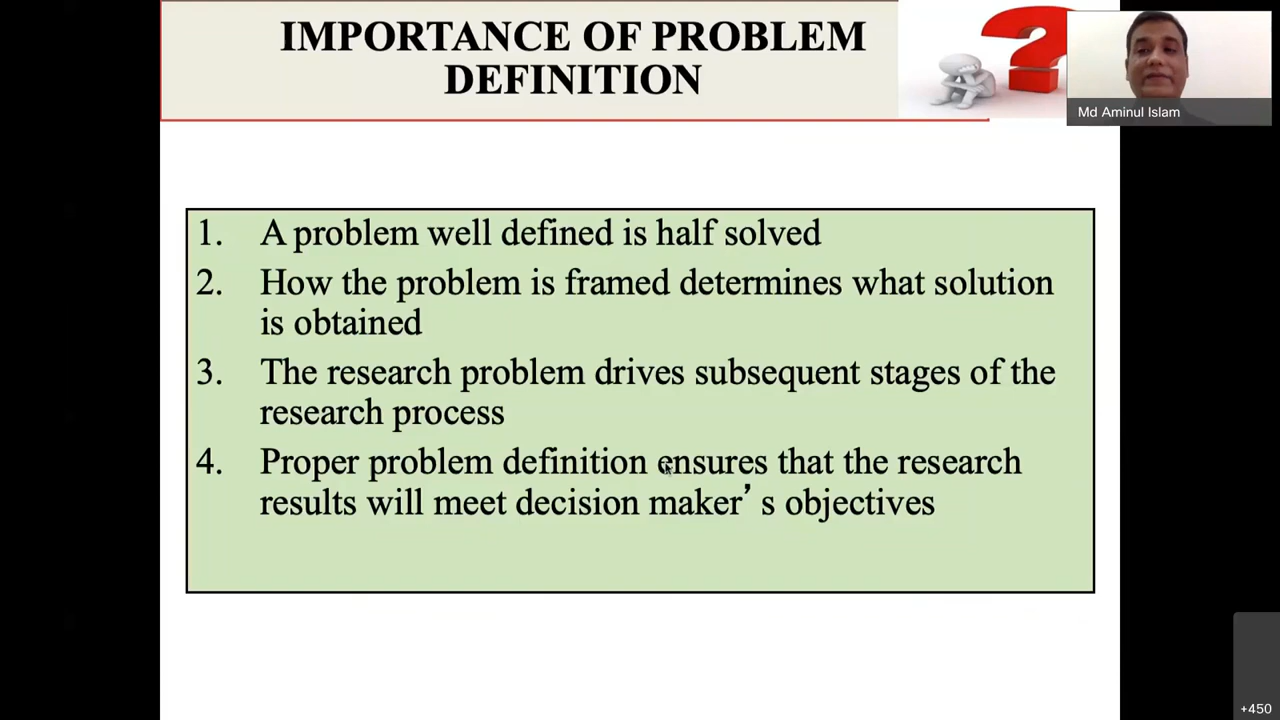 IMPORTANCE OF PROBLEM
DEFINITION
Md Aminul Islam
1. A problem well defined is half solved
2. How the problem is framed determines what solution
is obtained
3. The research problem drives subsequent stages of the
research process
4. Proper problem definition ensures that the research
results will meet decision maker’ s objectives
+450